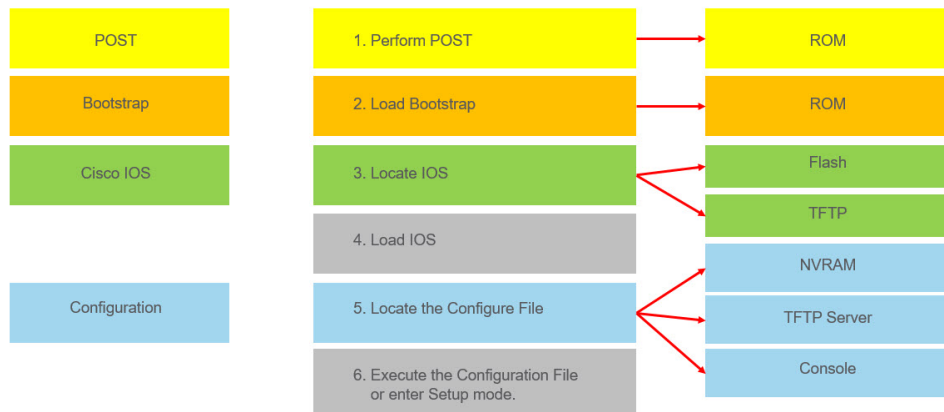 POST
1. Perform POST
ROM
Bootstrap
2. Load Bootstrap
ROM
Cisco IOS
3. Locate IOS
Flash
TFTP
4. Load IOS
NVRAM
Configuration
5. Locate the Configure File
TFTP Server
Console
6. Execute the Configuration File
or enter Setup mode.